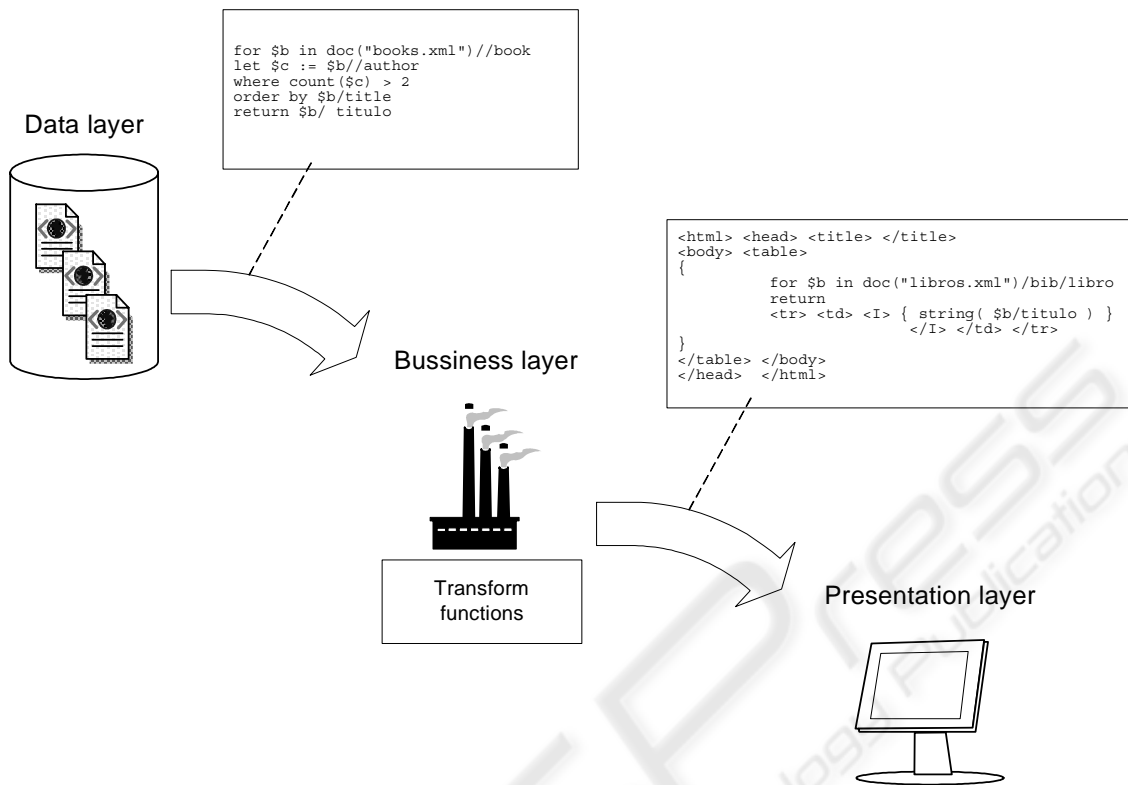 for $b in doc("books.xml")//book
let $c := $b//author
where count($c) > 2
order by $b/title
return $b/ titulo
Data layer
<html> <head> <title> </title>
<body> <table>
{
for $b in doc("libros.xml")/bib/libro
return
<tr> <td> <I> { string( $b/titulo ) }
</I> </td> </tr>
}
</table> </body>
</head>  </html>
Bussiness layer
Transform
functions
Presentation layer